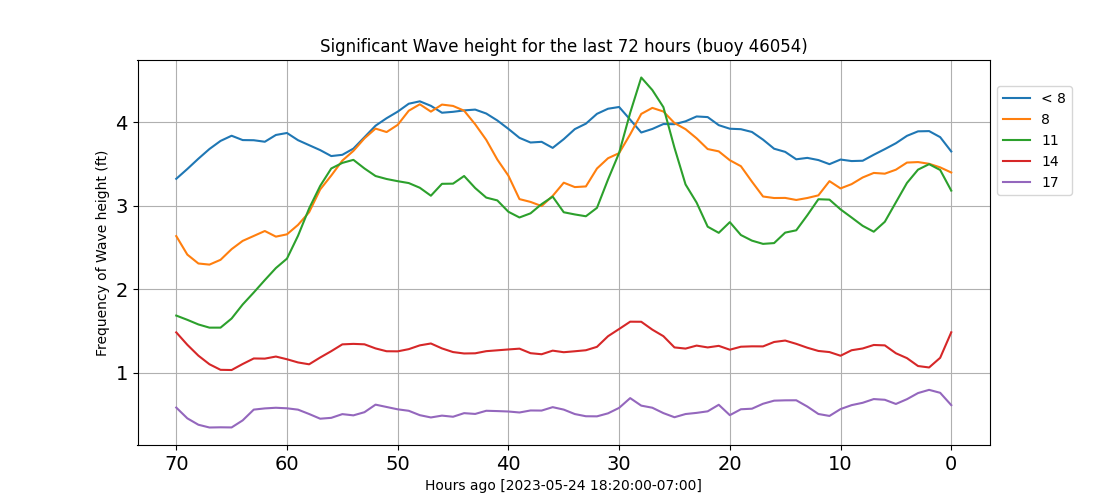 Significant Wave height for the last 72 hours (buoy 46054)
Frequency of Wave height (ft)
4
3
2
1
70 60 50 40 30 20 10 0
Hours ago [2023-05-24 18:20:00-07:00]
< 8
8
11
14
17